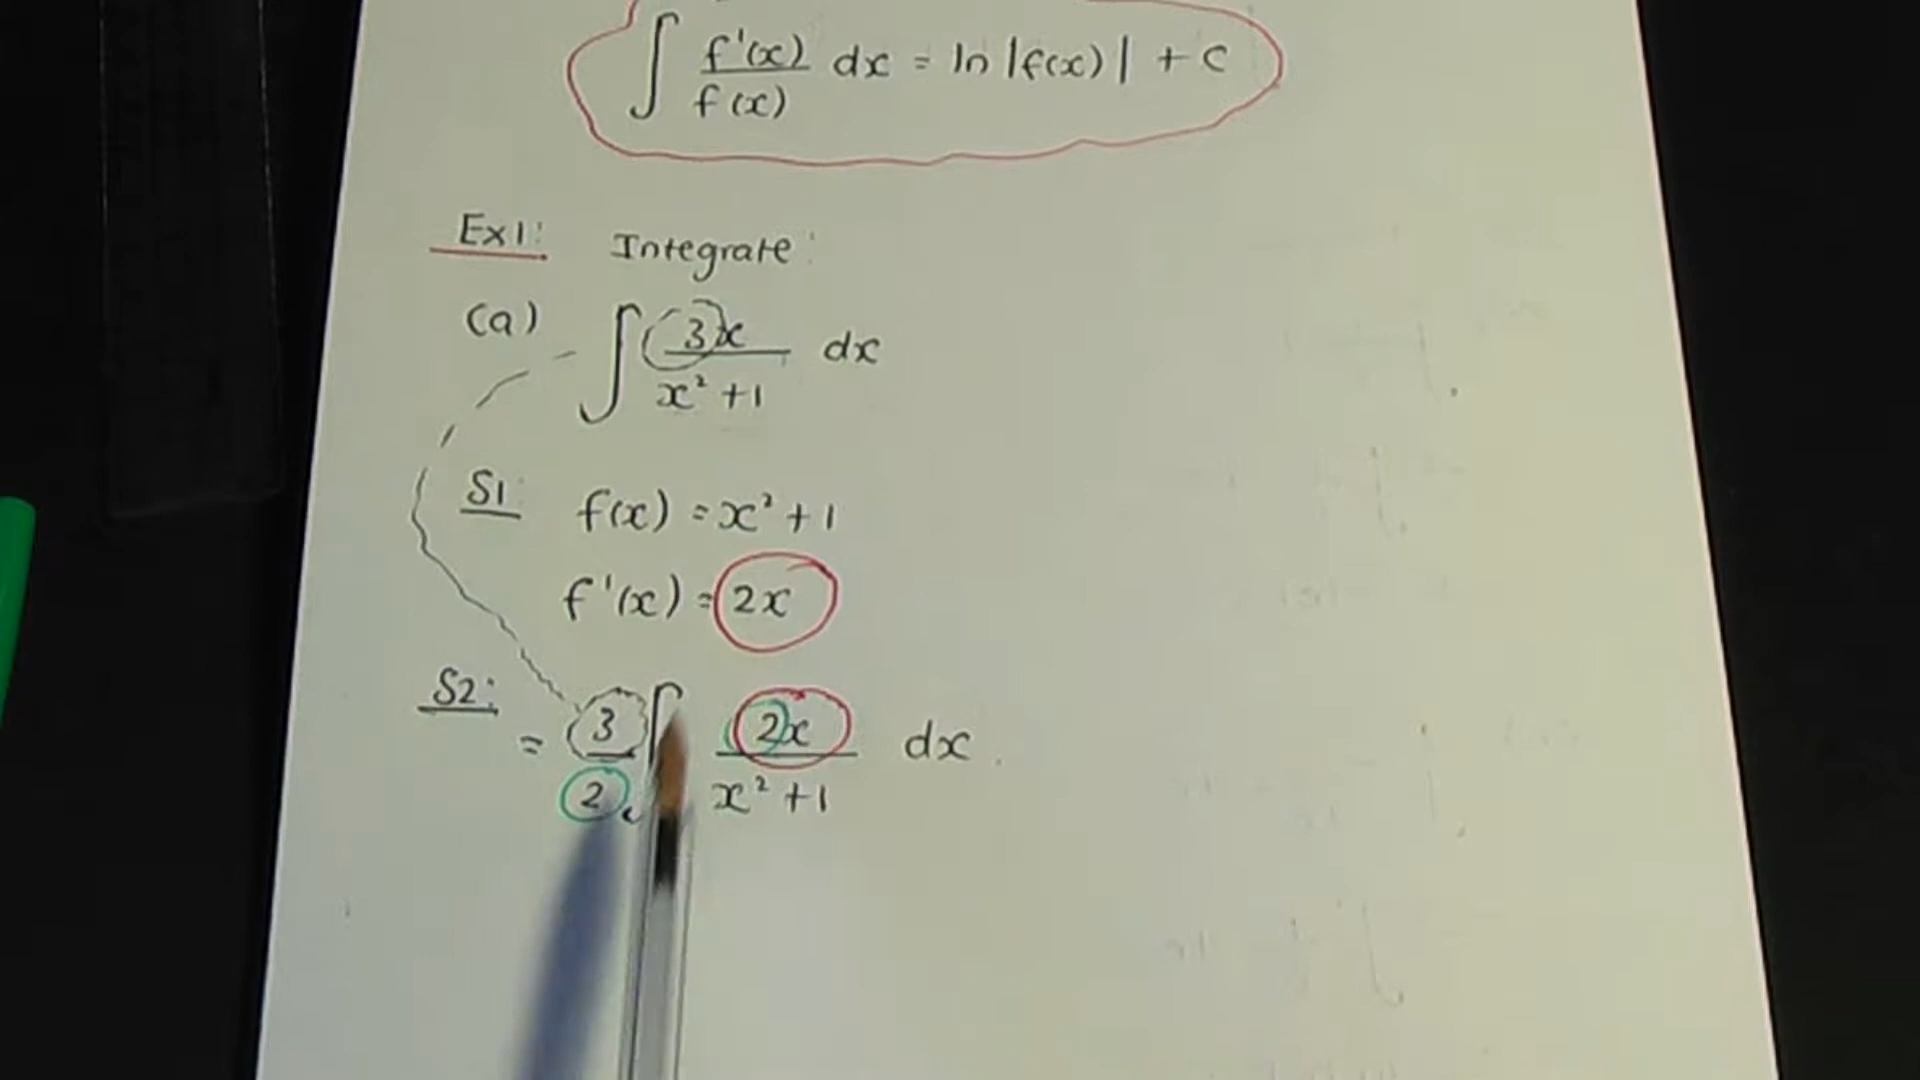 ∫ f'(x)/f(x) dx = ln |f(x)| + C
Ex1: Integrate:
(a) ∫ 3x/x² + 1 dx
S1: f(x) = x² + 1
f'(x) = 2x
S2:
= 3/2 ∫ 2x/x² + 1 dx.